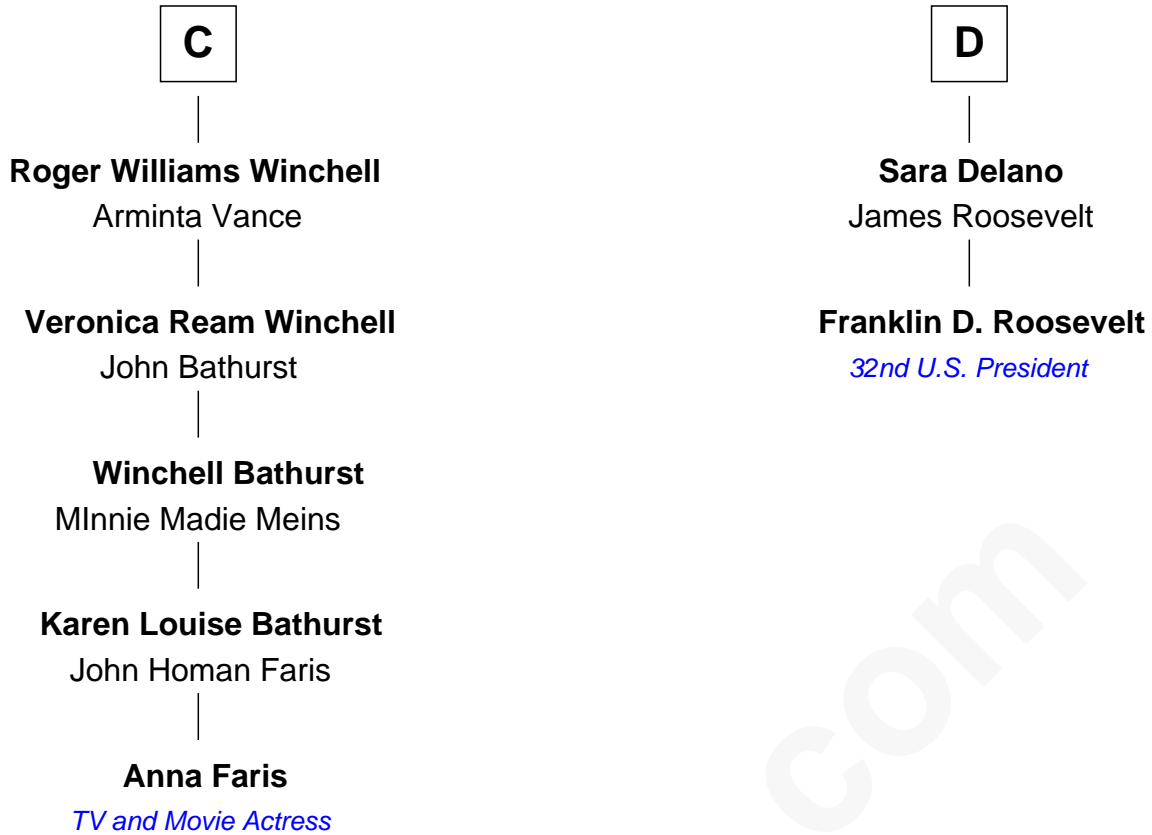 C
Roger Williams Winchell
Arminta Vance
Veronica Ream Winchell
John Bathurst
Winchell Bathurst
MInnie Madie Meins
Karen Louise Bathurst
John Homan Faris
Anna Faris
TV and Movie Actress
D
Sara Delano
James Roosevelt
Franklin D. Roosevelt
32nd U.S. President
com